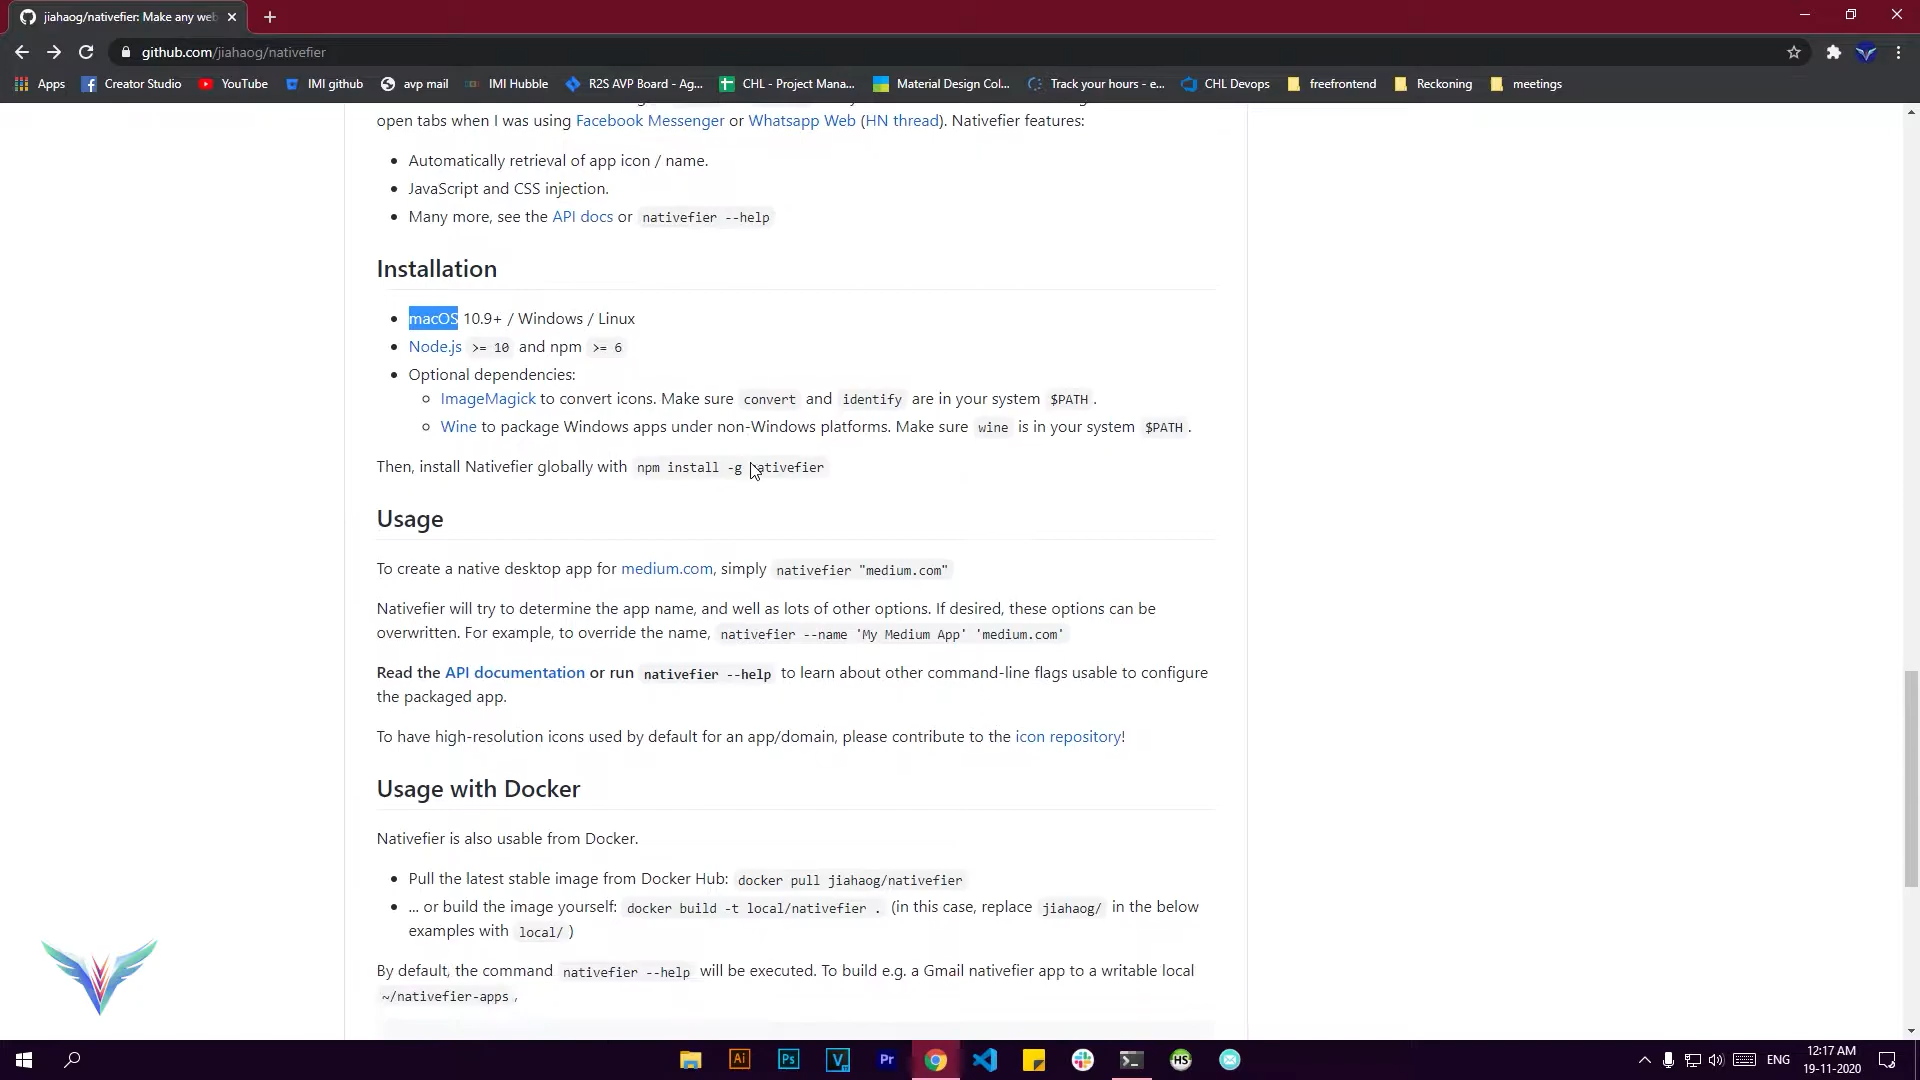 jiahaog/nativefier: Make any web
github.com/jiahaog/nativefier
Apps Creator Studio YouTube IMI github avp mail IMI Hubble R2S AVP Board - Ag... CHL - Project Mana... Material Design Col... Track your hours - e... CHL Devops freefrontend Reckoning meetings
open tabs when I was using Facebook Messenger or Whatsapp Web (HN thread). Nativefier features:
Automatically retrieval of app icon / name.
JavaScript and CSS injection.
Many more, see the API docs or nativefier --help
Installation
macOS 10.9+ / Windows / Linux
Node.js >= 10 and npm >= 6
Optional dependencies:
ImageMagick to convert icons. Make sure convert and identify are in your system $PATH .
Wine to package Windows apps under non-Windows platforms. Make sure wine is in your system $PATH .
Then, install Nativefier globally with npm install -g nativefier
Usage
To create a native desktop app for medium.com, simply nativefier "medium.com"
Nativefier will try to determine the app name, and well as lots of other options. If desired, these options can be
overwritten. For example, to override the name, nativefier --name 'My Medium App' 'medium.com'
Read the API documentation or run nativefier --help to learn about other command-line flags usable to configure
the packaged app.
To have high-resolution icons used by default for an app/domain, please contribute to the icon repository!
Usage with Docker
Nativefier is also usable from Docker.
Pull the latest stable image from Docker Hub: docker pull jiahaog/nativefier
... or build the image yourself: docker build -t local/nativefier . (in this case, replace jiahaog/ in the below
examples with local/ )
By default, the command nativefier --help will be executed. To build e.g. a Gmail nativefier app to a writable local
~/nativefier-apps ,
Ai Ps V Pr HS ENG 12:17 AM
19-11-2020